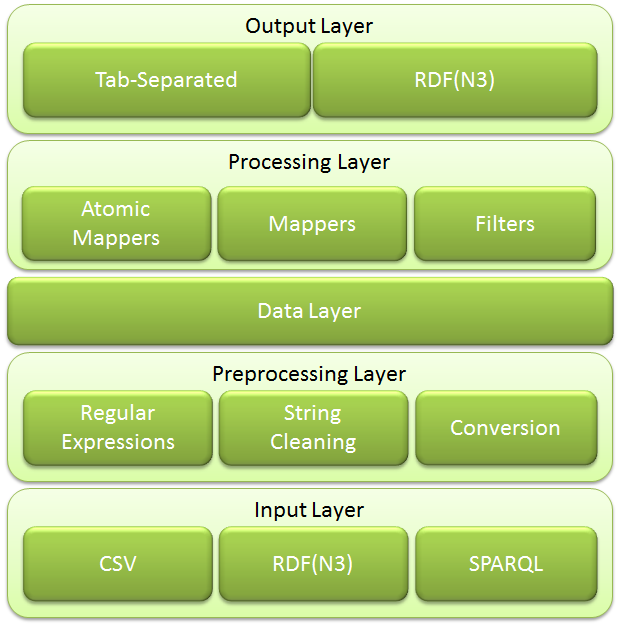 Output Layer
Tab-Separated
RDF(N3)
Processing Layer
Atomic
Mappers
Mappers
Filters
Data Layer
Preprocessing Layer
Regular
Expressions
String
Cleaning
Conversion
Input Layer
CSV
RDF(N3)
SPARQL